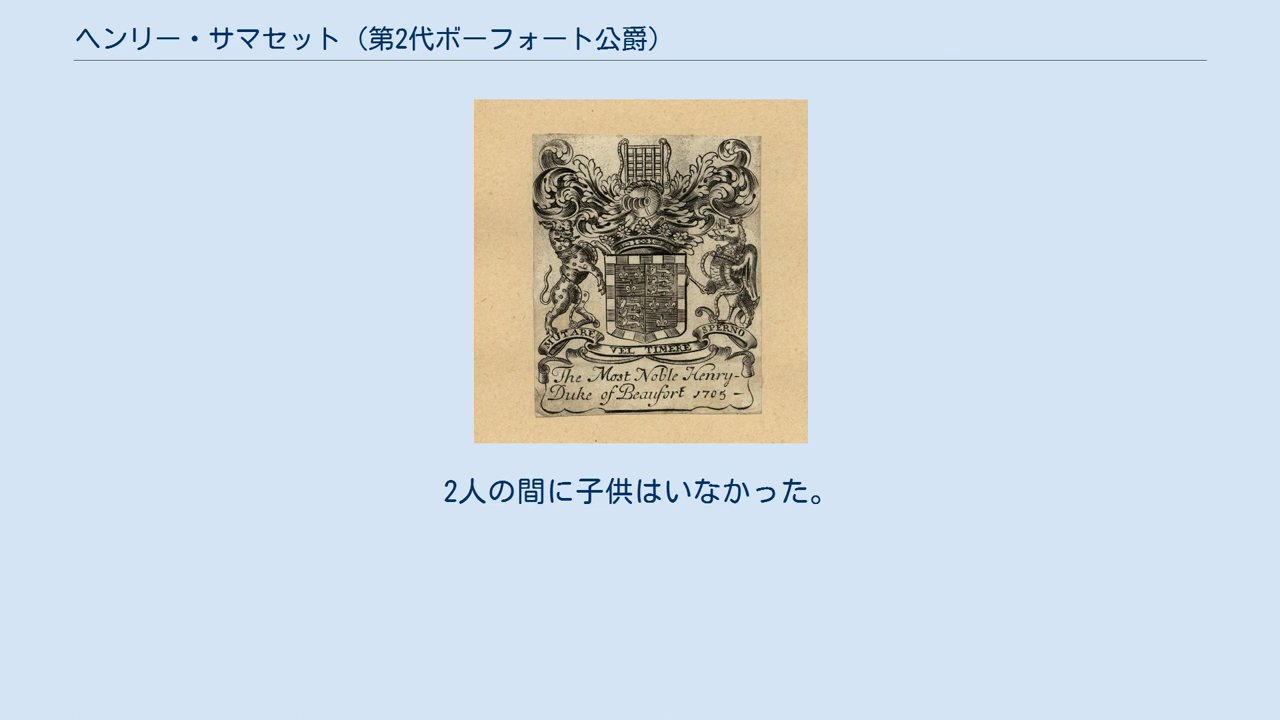 ヘンリー・サマセット（第2代ボーフォート公爵）
MUTARE VEL TIMERE SPERNO
The Most Noble Henry-
Duke of Beaufort 1705 -
2人の間に子供はいなかった。